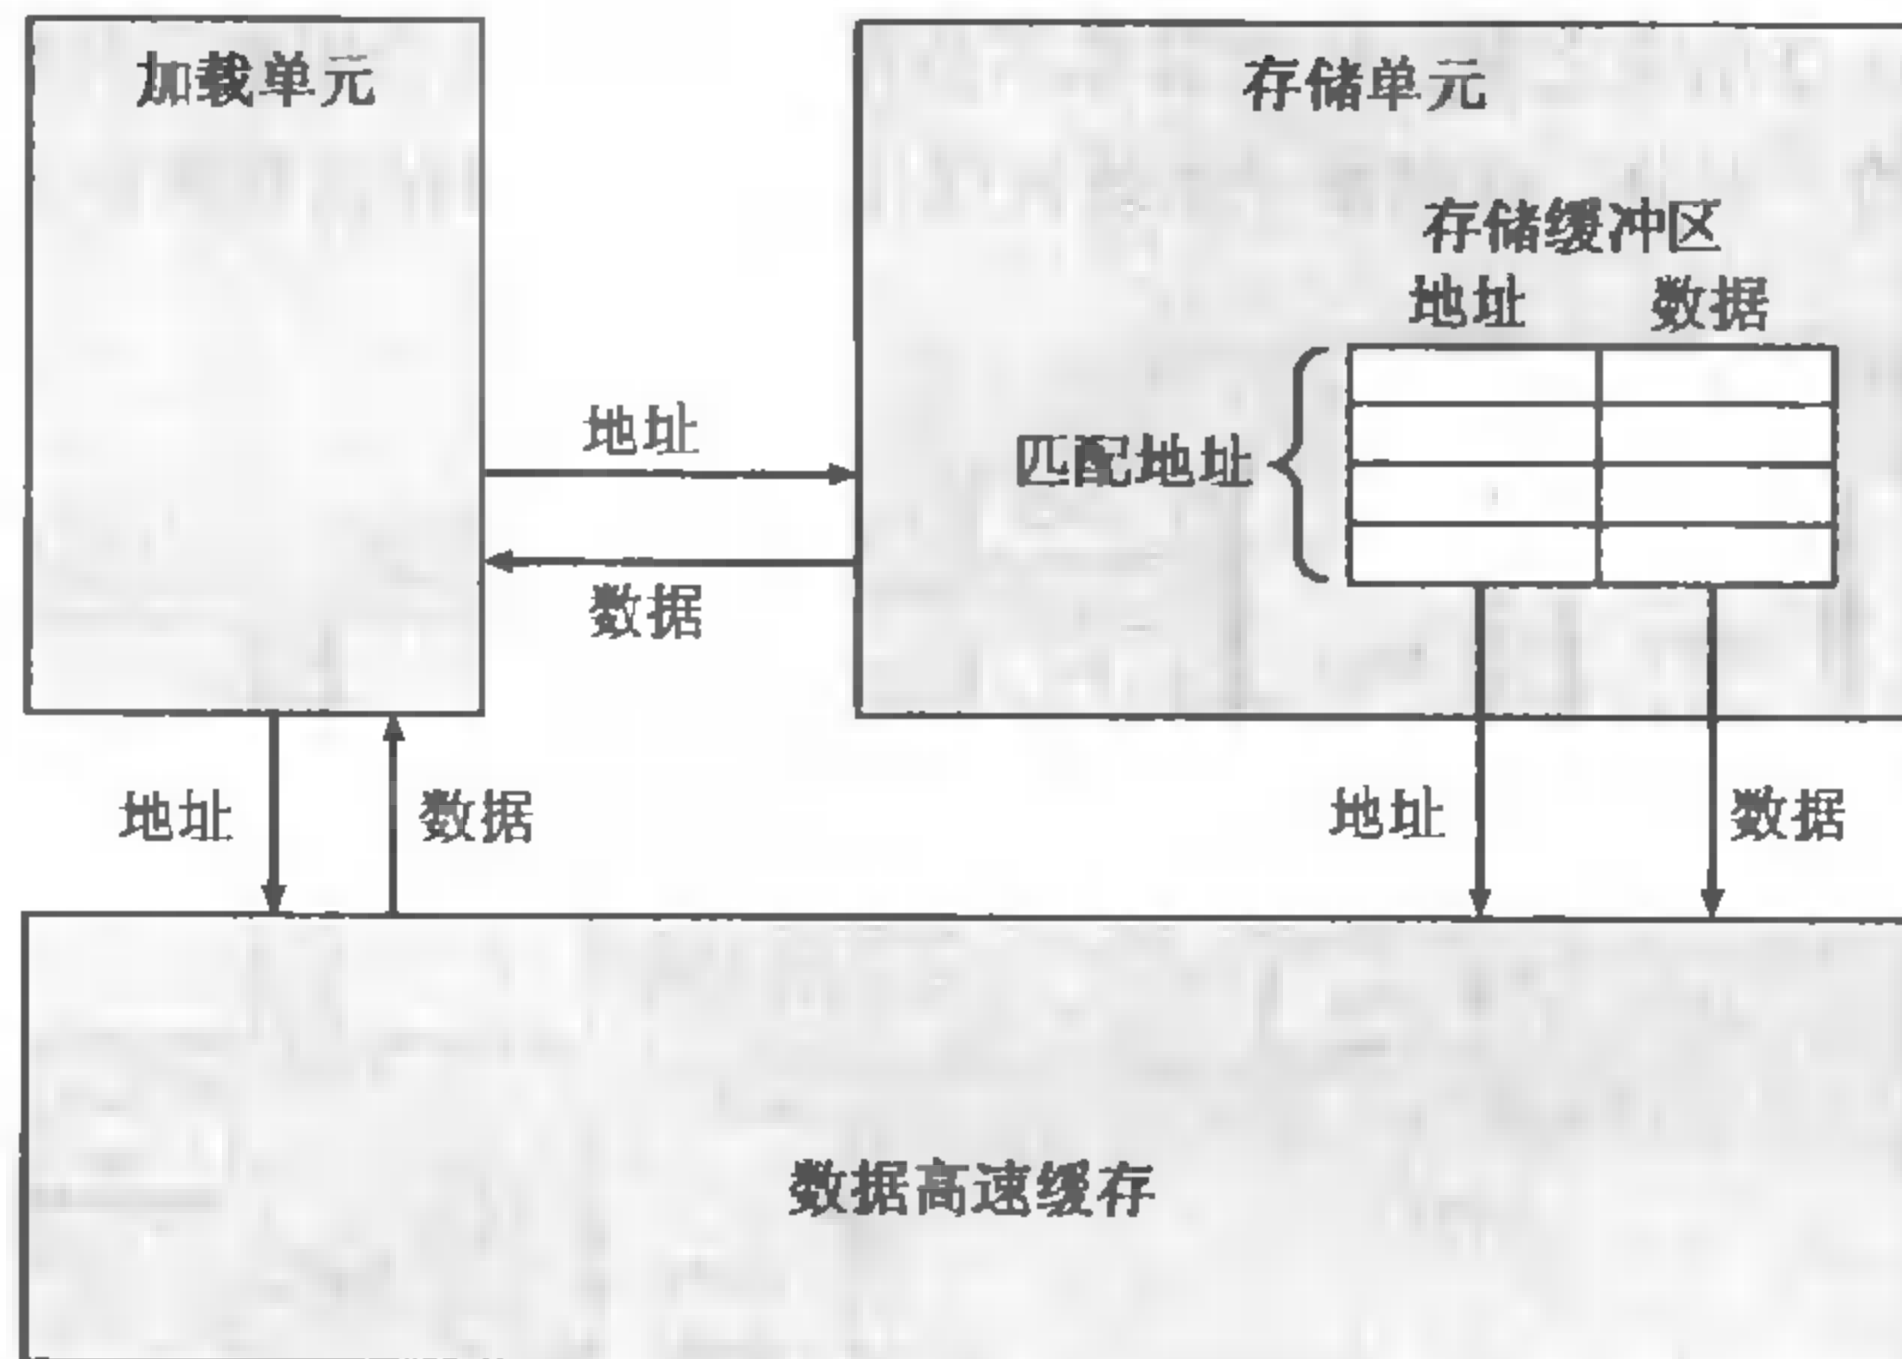 加载单元
存储单元
存储缓冲区
地址 数据
匹配地址
地址
数据
地址
数据
地址
数据
数据高速缓存